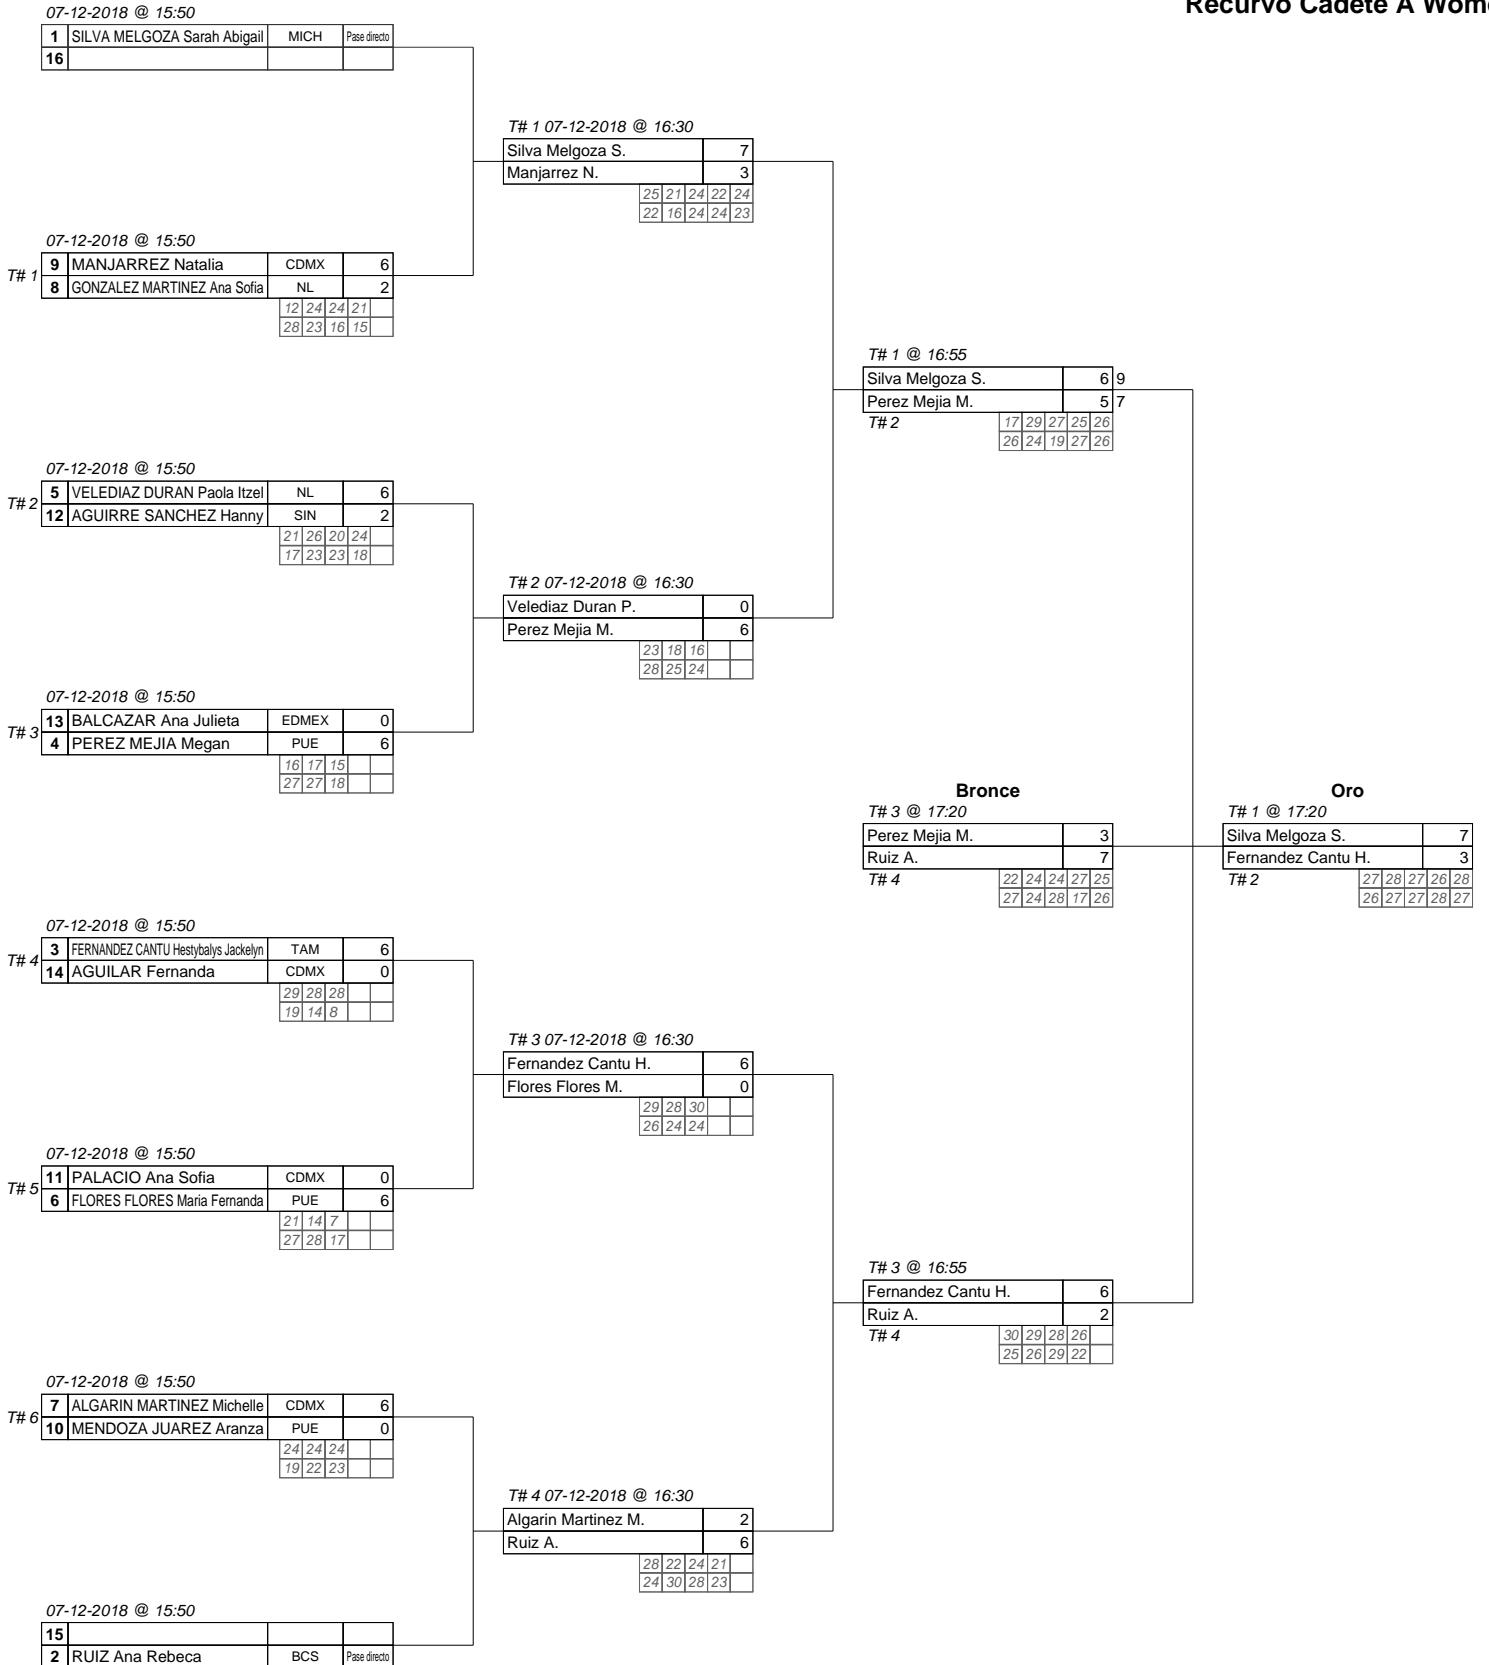 Recurvo Cadete A
07-12-2018 @ 15:50
1 SILVA MELGOZA Sarah Abigail MICH Pase directo
16
T# 1 07-12-2018 @ 16:30
Silva Melgoza S. 7
Manjarrez N. 3
25 21 24 22 24
22 16 24 24 23
07-12-2018 @ 15:50
T# 1
9 MANJARREZ Natalia CDMX 6
8 GONZALEZ MARTINEZ Ana Sofia NL 2
12 24 24 21
28 23 16 15
T# 1 @ 16:55
Silva Melgoza S. 6 9
Perez Mejia M. 5 7
T# 2 17 29 27 25 26
26 24 19 27 26
07-12-2018 @ 15:50
T# 2
5 VELEDIAZ DURAN Paola Itzel NL 6
12 AGUIRRE SANCHEZ Hanny SIN 2
21 26 20 24
17 23 23 18
T# 2 07-12-2018 @ 16:30
Velediaz Duran P. 0
Perez Mejia M. 6
23 18 16
28 25 24
07-12-2018 @ 15:50
T# 3
13 BALCAZAR Ana Julieta EDMEX 0
4 PEREZ MEJIA Megan PUE 6
16 17 15
27 27 18
Bronce
T# 3 @ 17:20
Perez Mejia M. 3
Ruiz A. 7
T# 4 22 24 24 27 25
27 24 28 17 26
Oro
T# 1 @ 17:20
Silva Melgoza S. 7
Fernandez Cantu H. 3
T# 2 27 28 27 26 28
26 27 27 28 27
07-12-2018 @ 15:50
T# 4
3 FERNANDEZ CANTU Hestybalys Jackelyn TAM 6
14 AGUILAR Fernanda CDMX 0
29 28 28
19 14 8
T# 3 07-12-2018 @ 16:30
Fernandez Cantu H. 6
Flores Flores M. 0
29 28 30
26 24 24
07-12-2018 @ 15:50
T# 5
11 PALACIO Ana Sofia CDMX 0
6 FLORES FLORES Maria Fernanda PUE 6
21 14 7
27 28 17
T# 3 @ 16:55
Fernandez Cantu H. 6
Ruiz A. 2
T# 4 30 29 28 26
25 26 29 22
07-12-2018 @ 15:50
T# 6
7 ALGARIN MARTINEZ Michelle CDMX 6
10 MENDOZA JUAREZ Aranza PUE 0
24 24 24
19 22 23
T# 4 07-12-2018 @ 16:30
Algarin Martinez M. 2
Ruiz A. 6
28 22 24 21
24 30 28 23
07-12-2018 @ 15:50
15
2 RUIZ Ana Rebeca BCS Pase directo